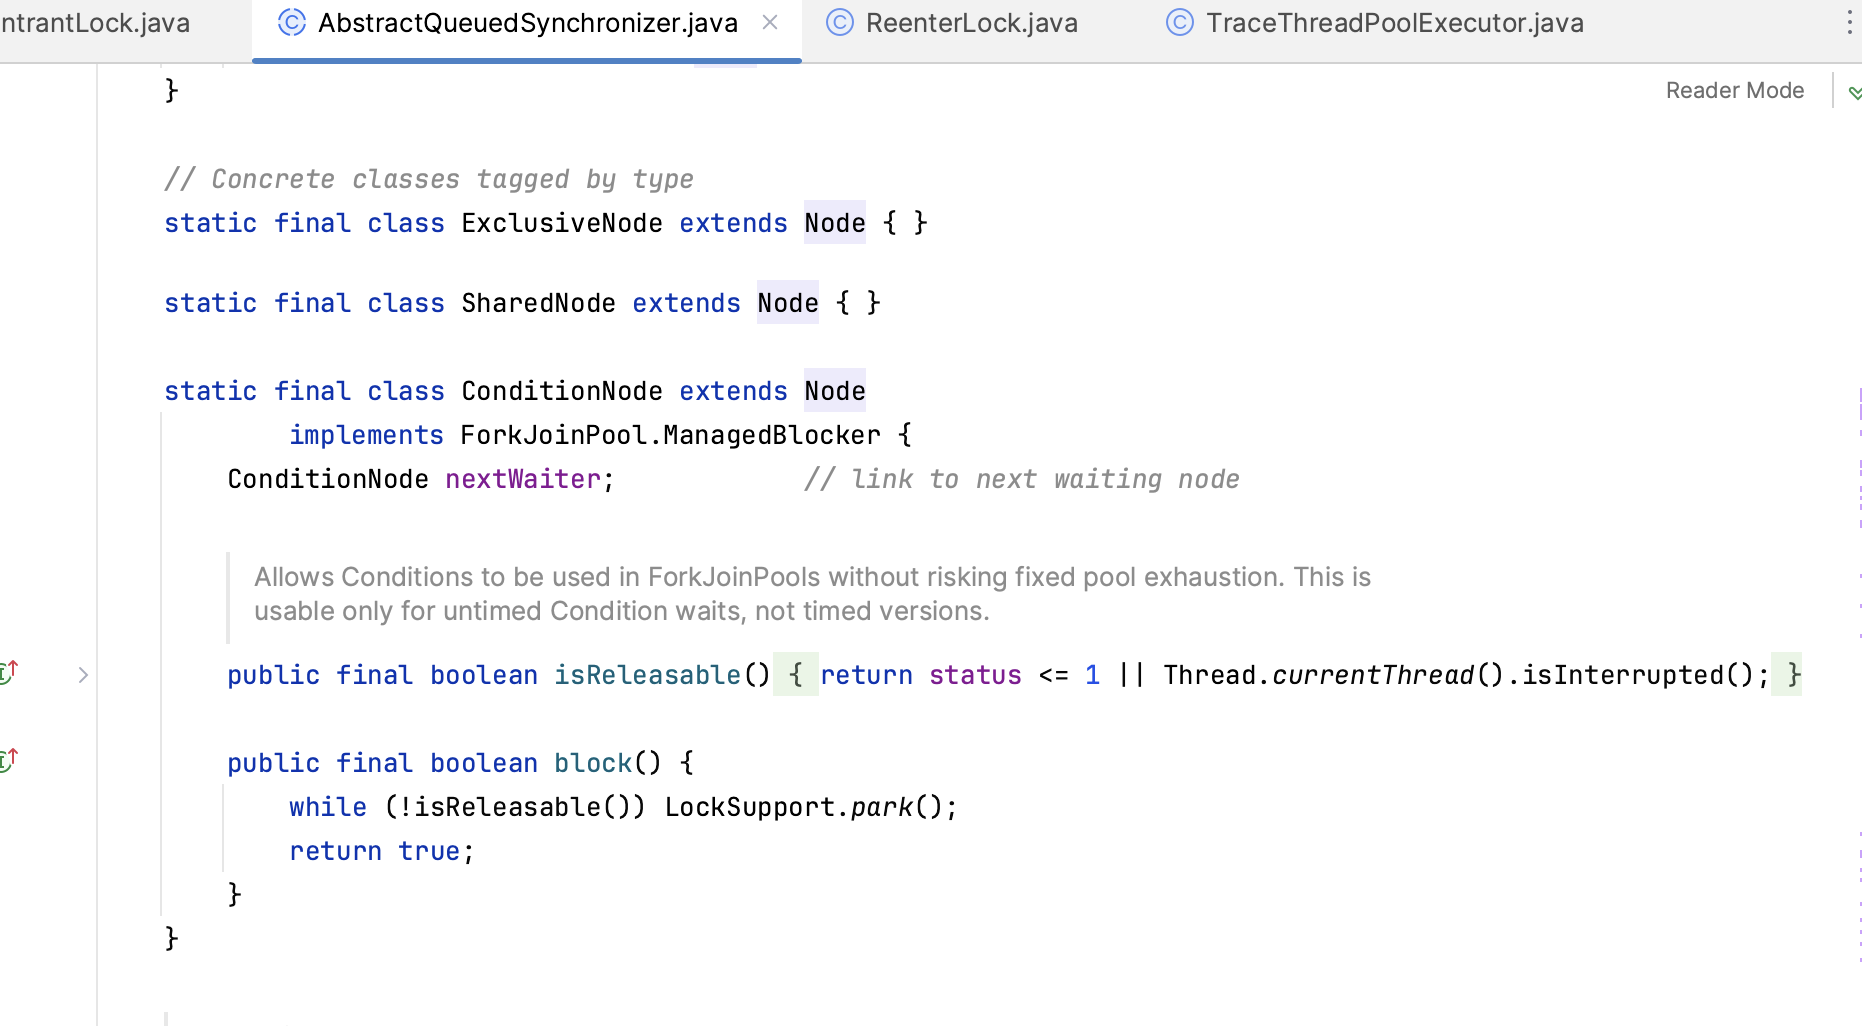 ntrantLock.java AbstractQueuedSynchronizer.java ReenterLock.java TraceThreadPoolExecutor.java
}
Reader Mode
// Concrete classes tagged by type
static final class ExclusiveNode extends Node { }
static final class SharedNode extends Node { }
static final class ConditionNode extends Node
implements ForkJoinPool.ManagedBlocker {
ConditionNode nextWaiter; // link to next waiting node
Allows Conditions to be used in ForkJoinPools without risking fixed pool exhaustion. This is
usable only for untimed Condition waits, not timed versions.
public final boolean isReleasable() { return status <= 1 || Thread.currentThread().isInterrupted(); }
public final boolean block() {
while (!isReleasable()) LockSupport.park();
return true;
}
}